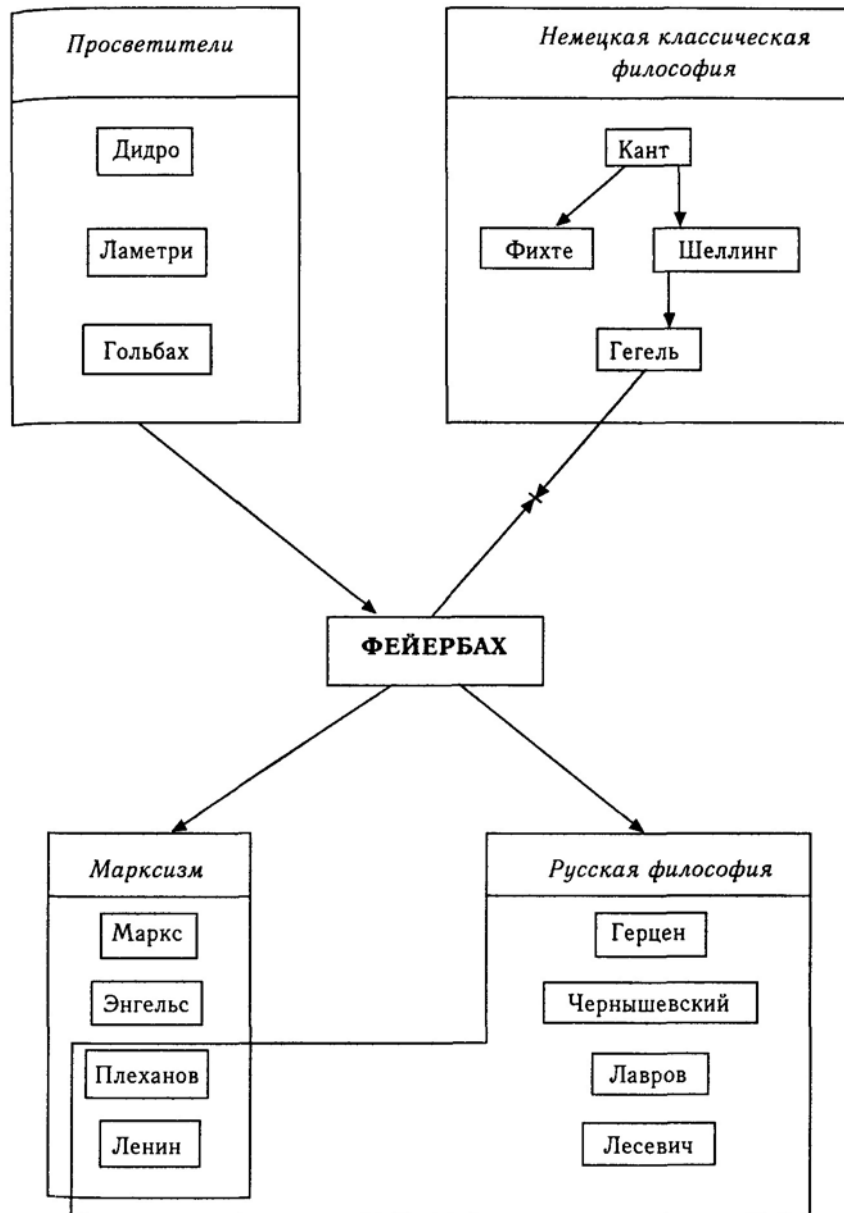 Просветители
Дидро
Ламетри
Гольбах
Немецкая классическая
философия
Кант
Фихте
Шеллинг
Гегель
ФЕЙЕРБАХ
Марксизм
Маркс
Энгельс
Плеханов
Ленин
Русская философия
Герцен
Чернышевский
Лавров
Лесевич